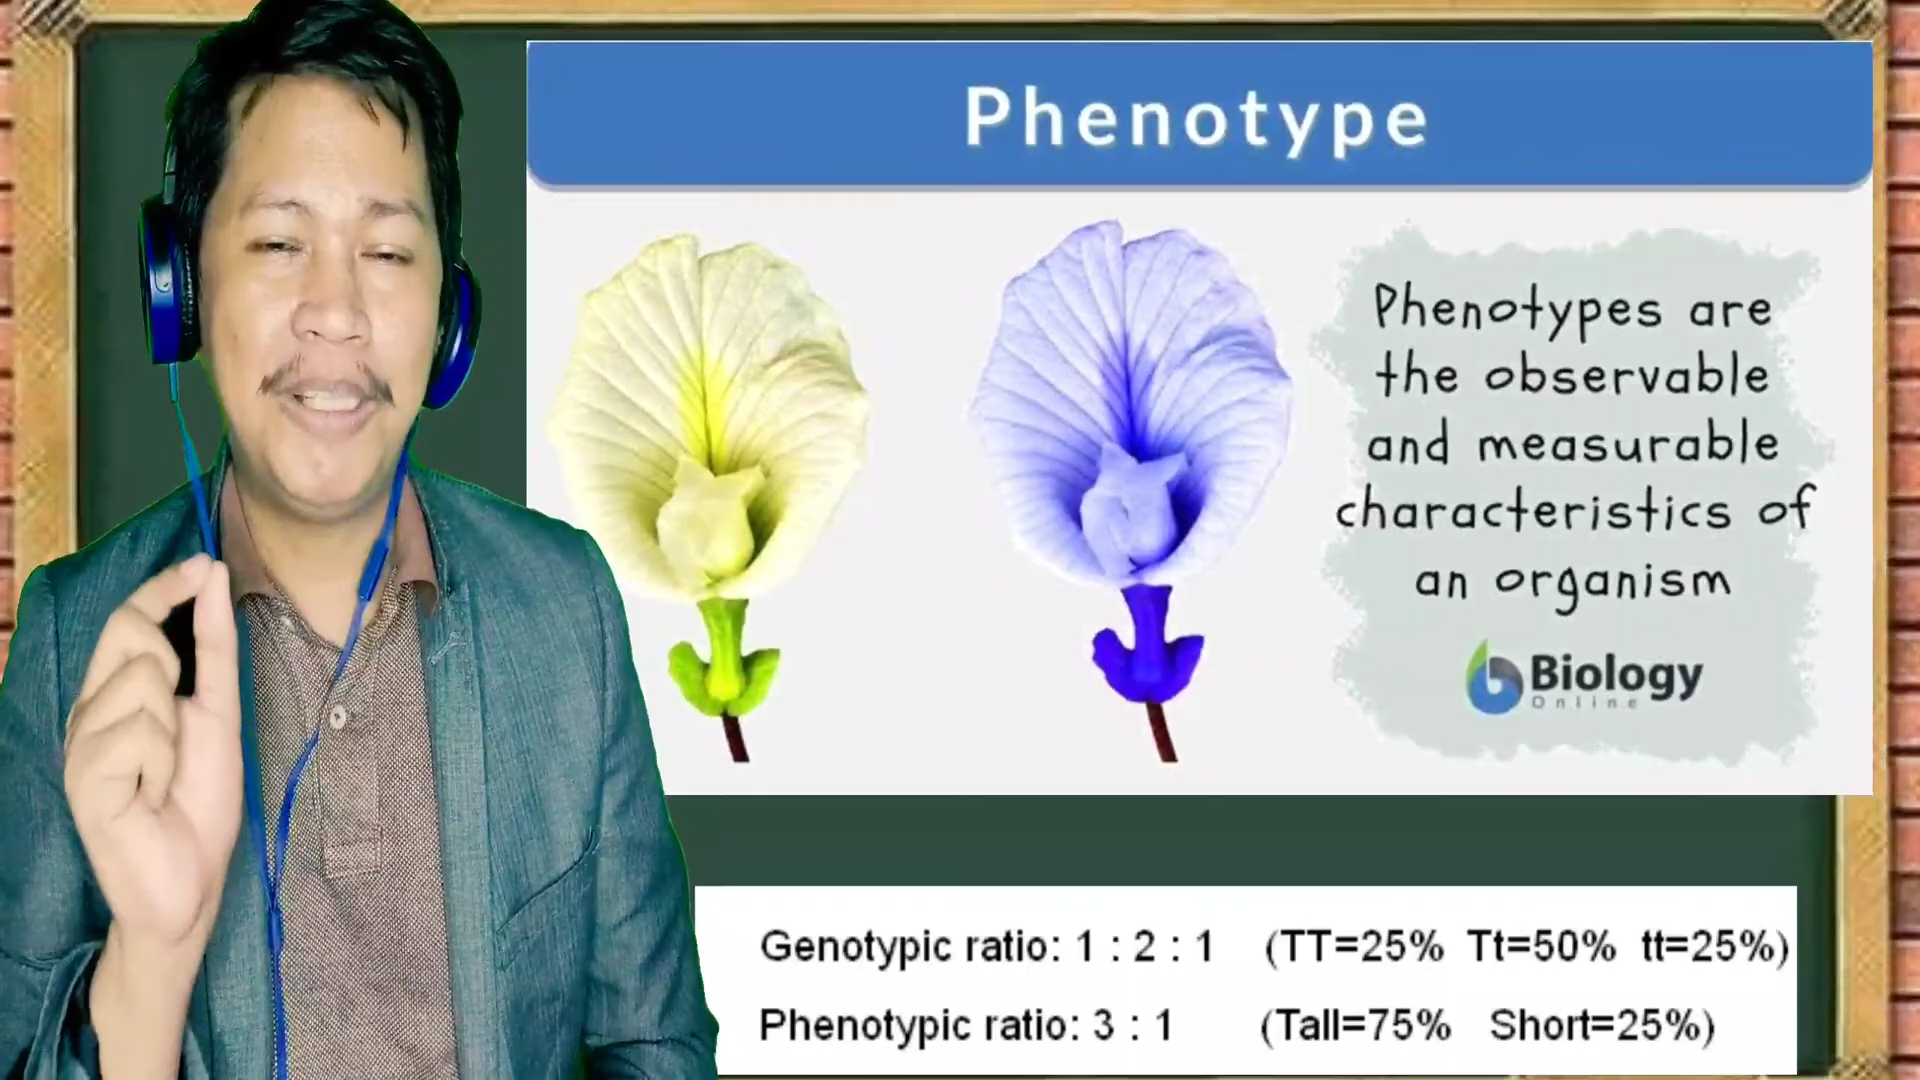 Phenotype
Phenotypes are
the observable
and measurable
characteristics of
an organism
Biology
Online
Genotypic ratio: 1 : 2 : 1 (TT=25% Tt=50% tt=25%)
Phenotypic ratio: 3 : 1 (Tall=75% Short=25%)